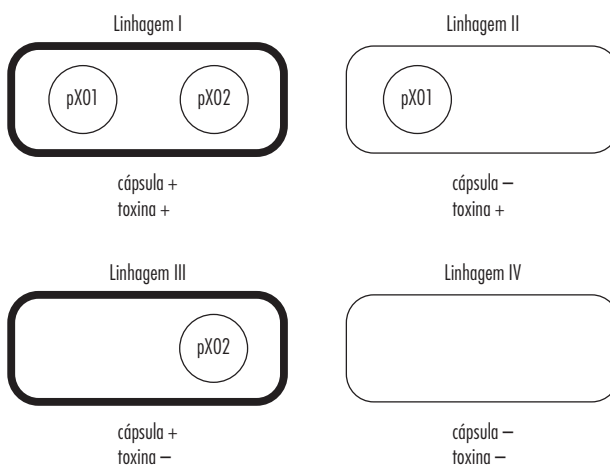 Linhagem I
pX01 pX02
cápsula +
toxina +
Linhagem II
pX01
cápsula –
toxina +
Linhagem III
pX02
cápsula +
toxina –
Linhagem IV
cápsula –
toxina –